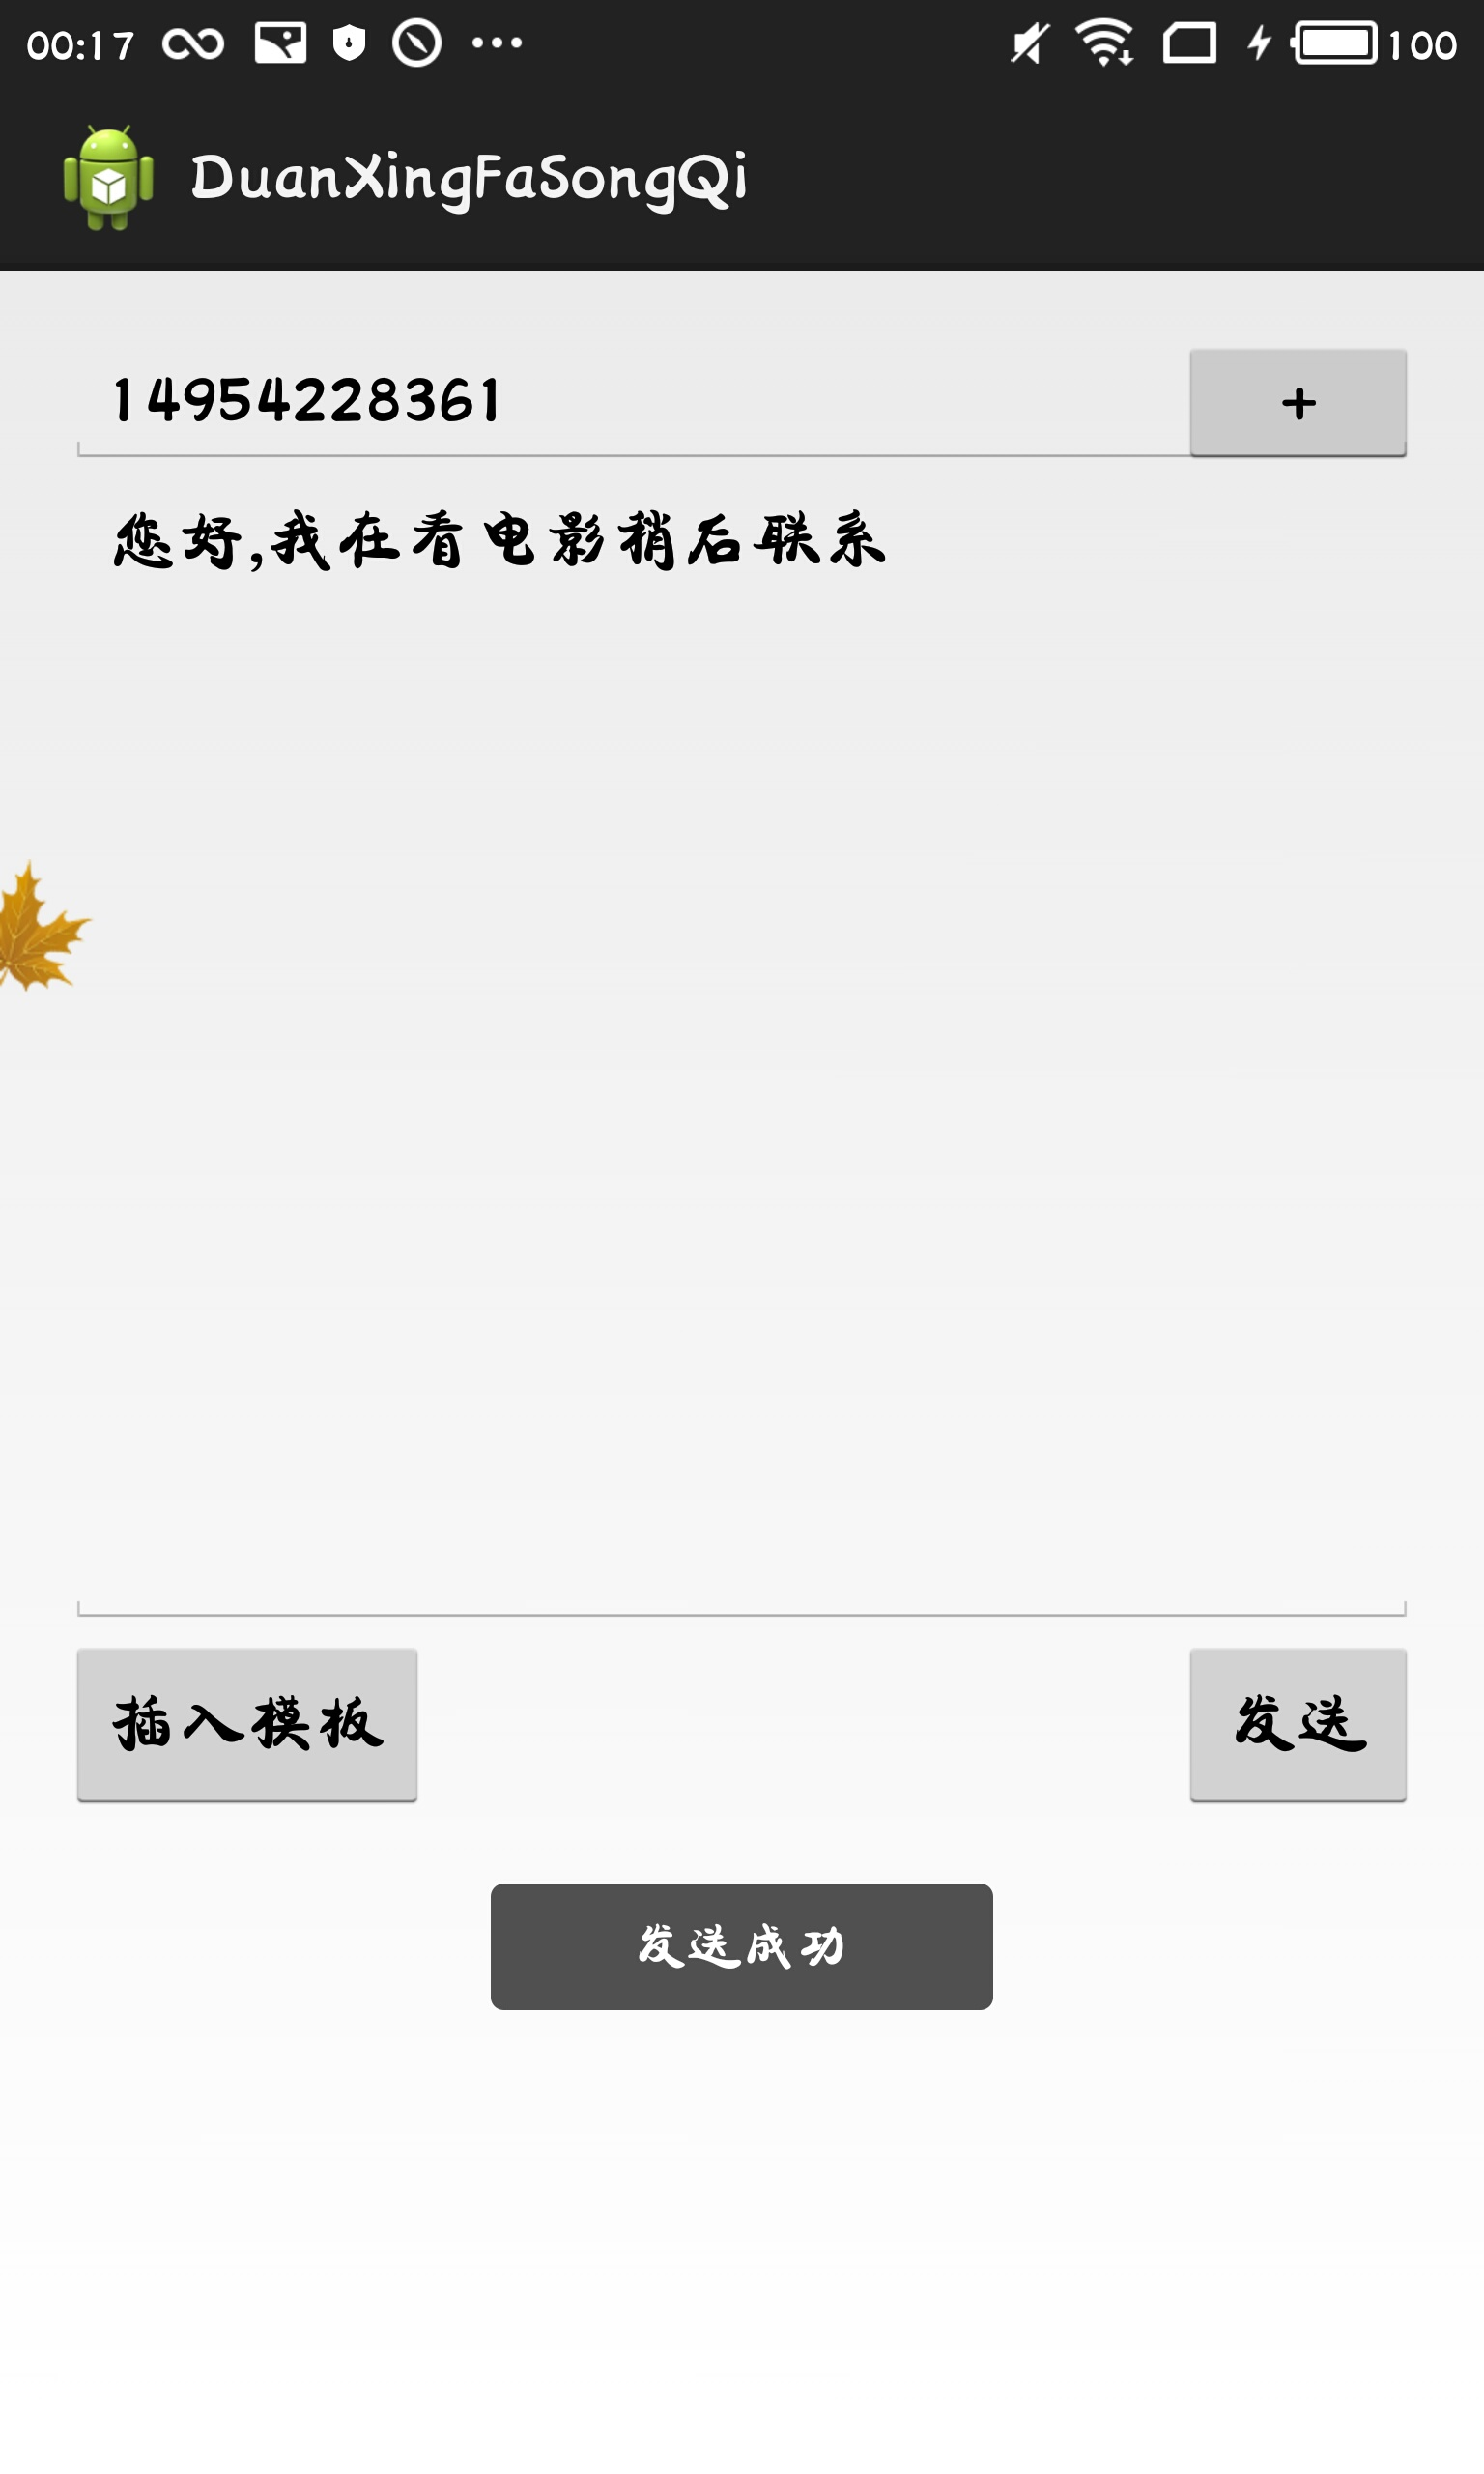 00:17 100
DuanXingFaSongQi
14954228361 +
您好,我在看电影稍后联系
插入模板 发送
发送成功